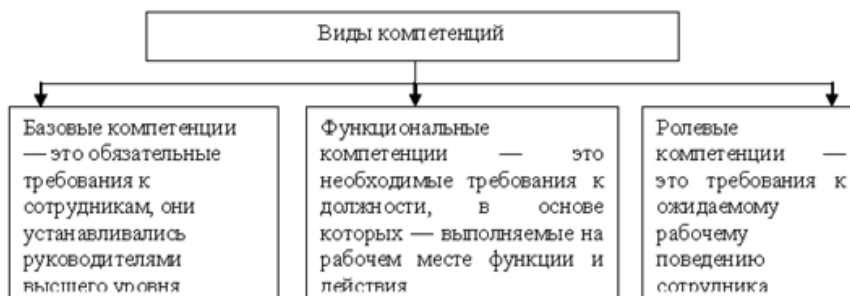 Виды компетенций
Базовые компетенции
— это обязательные
требования к
сотрудникам, они
устанавливались
руководителями
высшего уровня
Функциональные
компетенции — это
необходимые требования к
должности, в основе
которых — выполняемые на
рабочем месте функции и
действия
Ролевые
компетенции —
это требования к
ожидаемому
рабочему
поведению
сотрудника